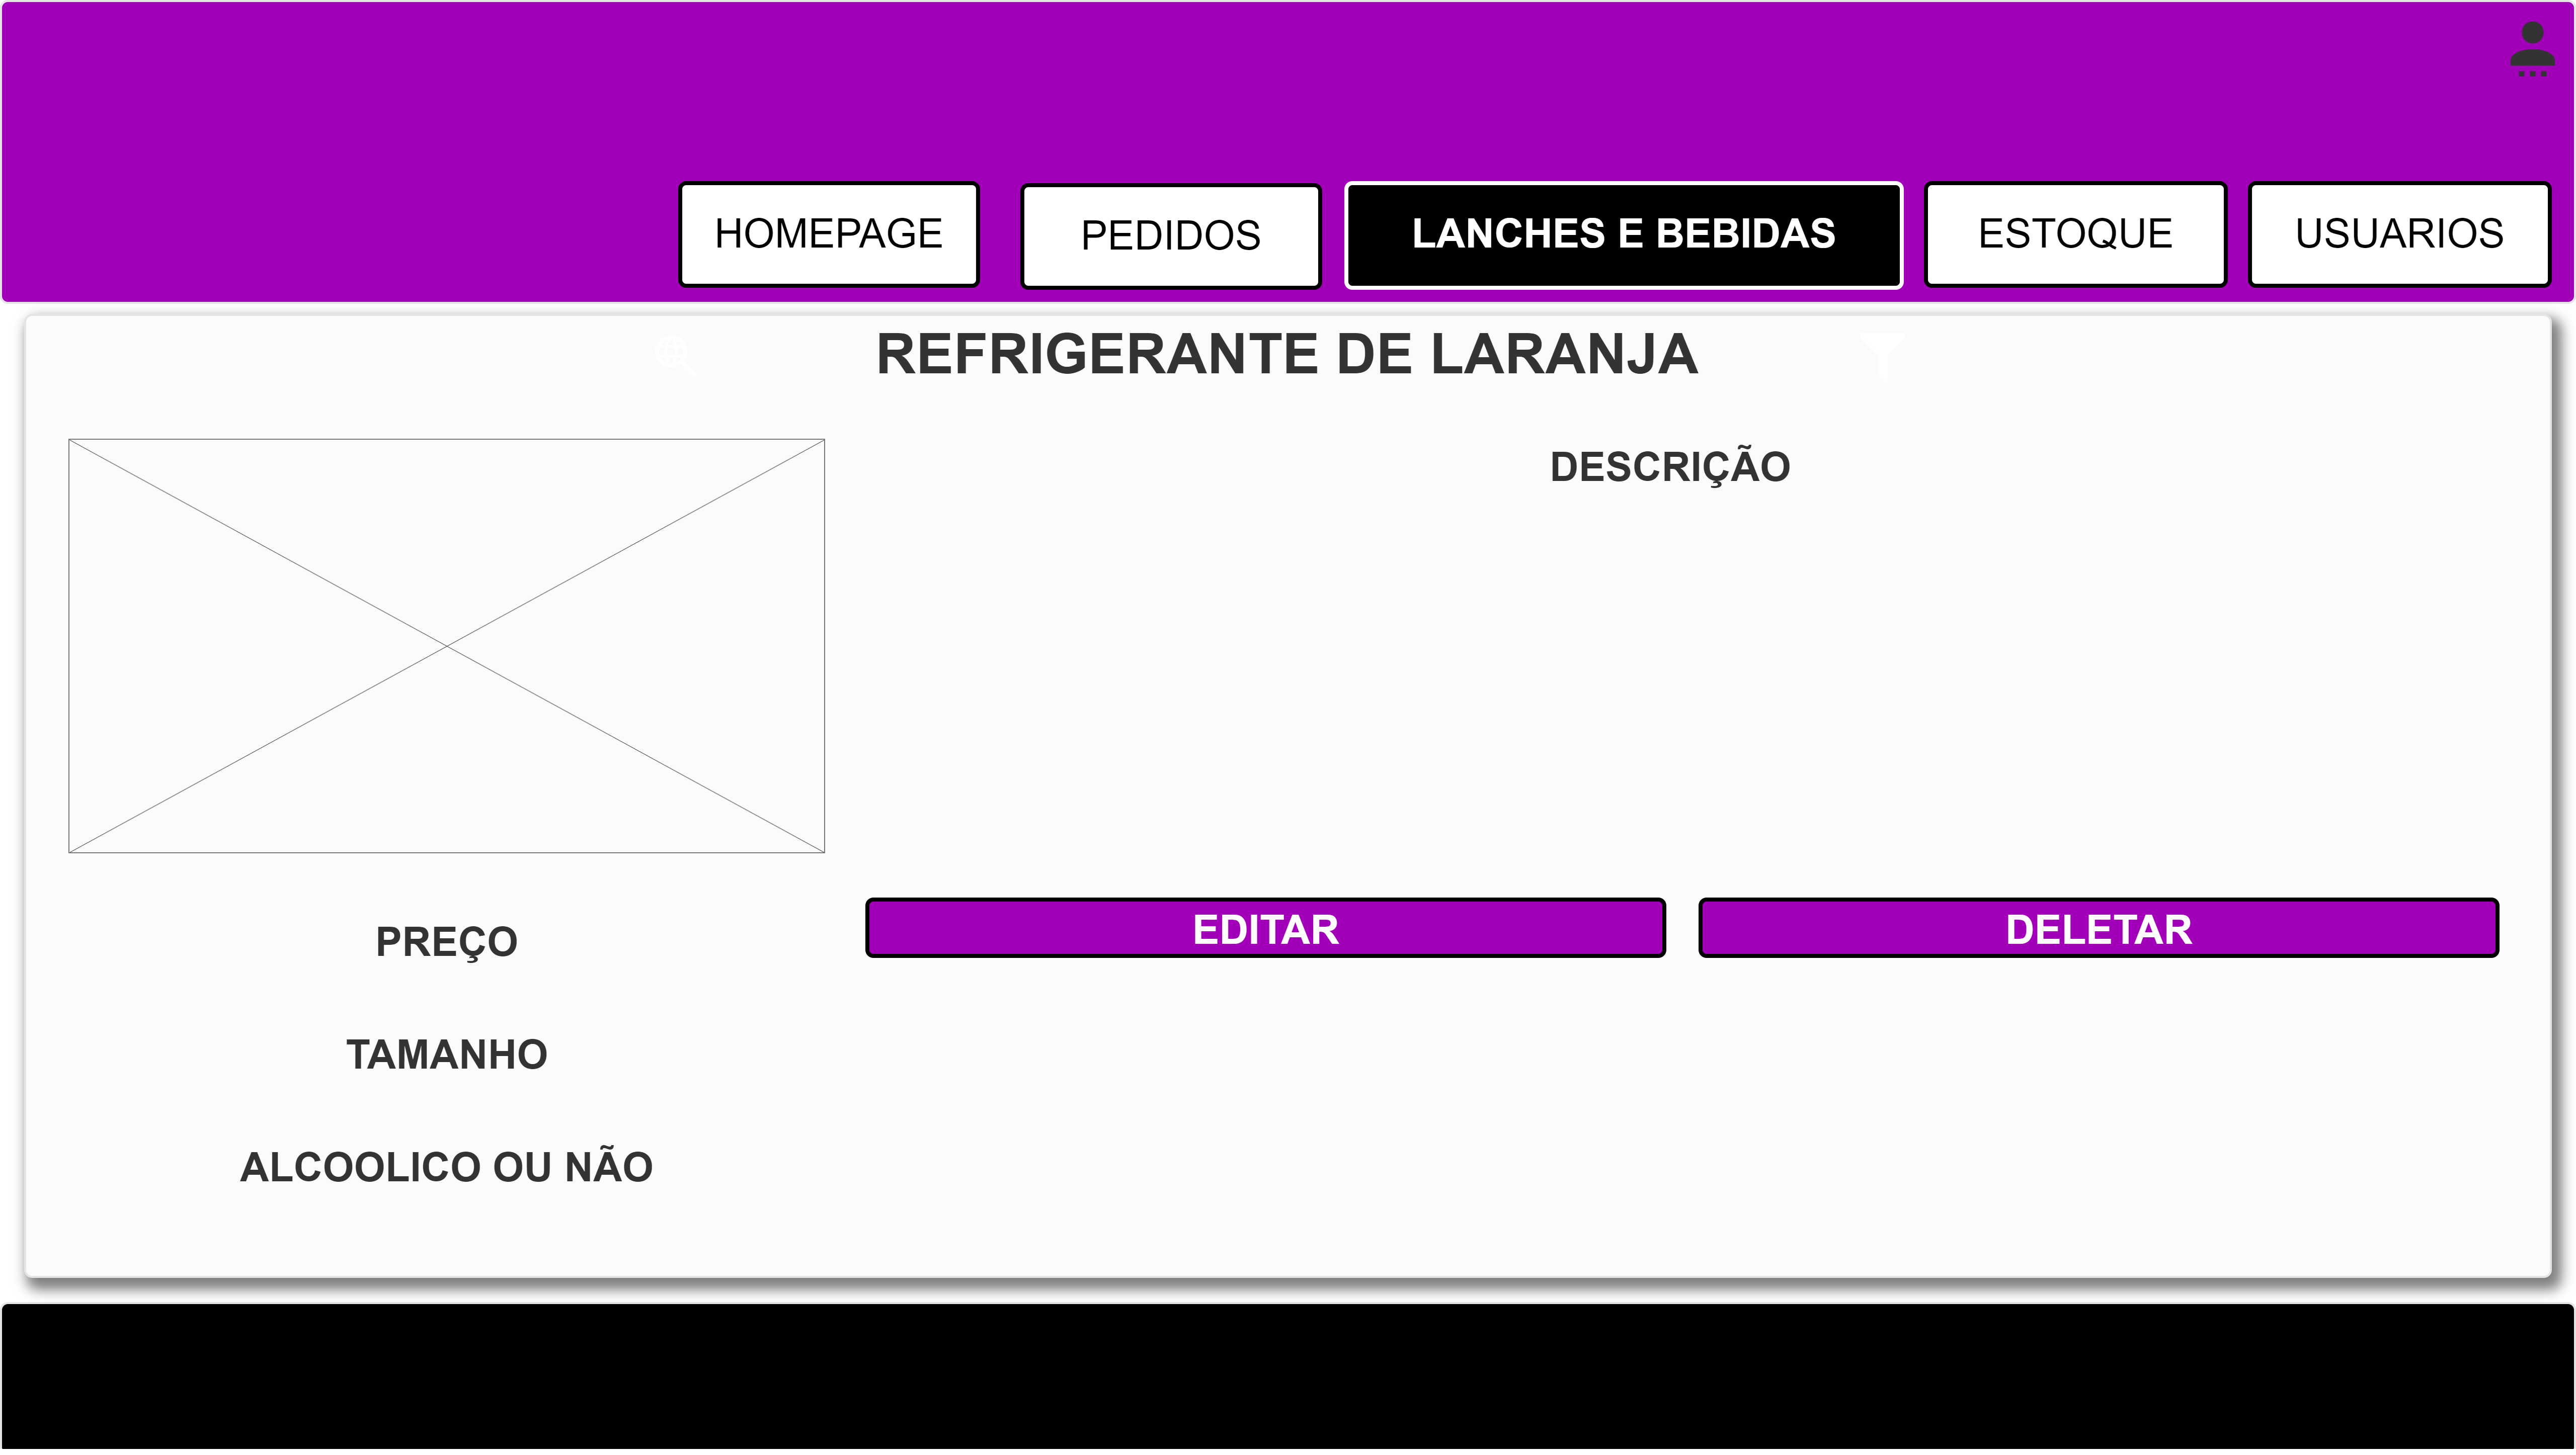 HOMEPAGE
PEDIDOS
LANCHES E BEBIDAS
ESTOQUE
USUARIOS
REFRIGERANTE DE LARANJA
DESCRIÇÃO
PREÇO
EDITAR
DELETAR
TAMANHO
ALCOOLICO OU NÃO